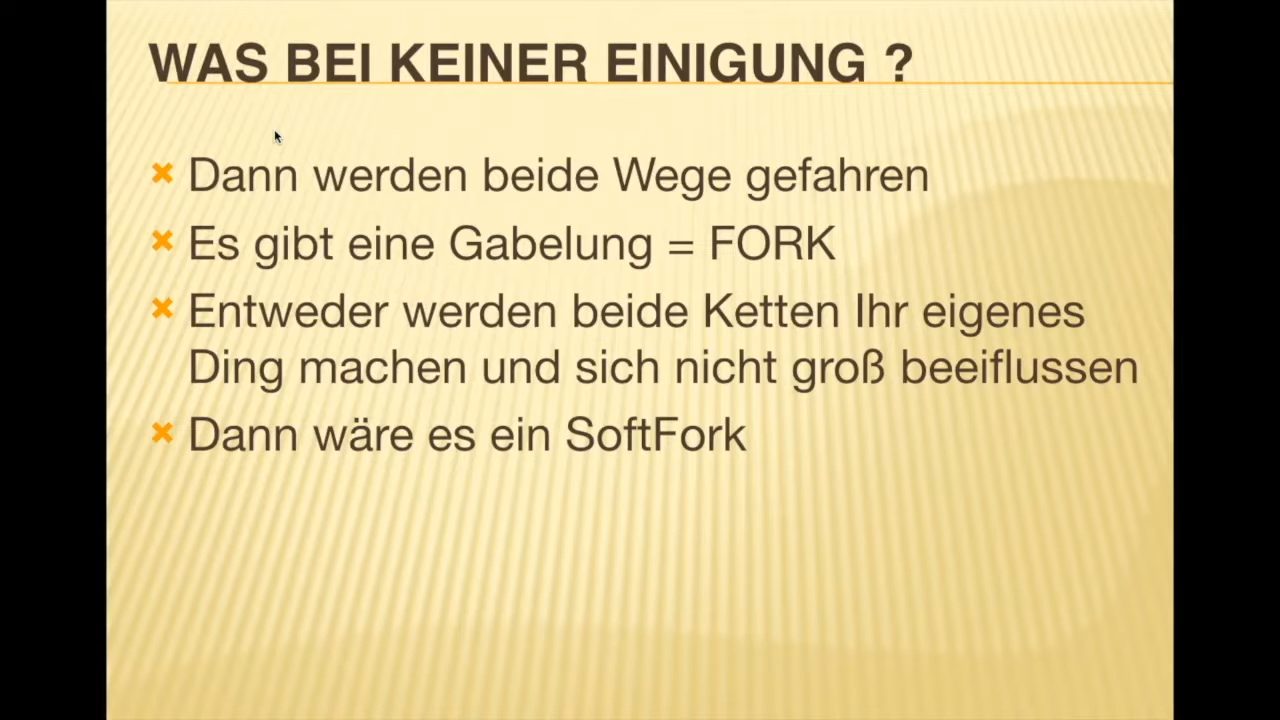 WAS BEI KEINER EINIGUNG ?
Dann werden beide Wege gefahren
Es gibt eine Gabelung = FORK
Entweder werden beide Ketten Ihr eigenes
Ding machen und sich nicht groß beeiflussen
Dann wäre es ein SoftFork